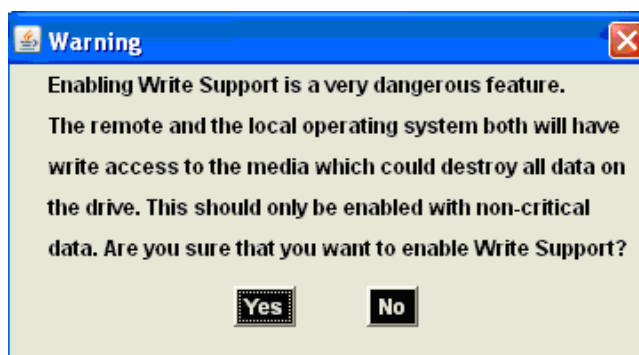 Warning
Enabling Write Support is a very dangerous feature.
The remote and the local operating system both will have
write access to the media which could destroy all data on
the drive. This should only be enabled with non-critical
data. Are you sure that you want to enable Write Support?
Yes No